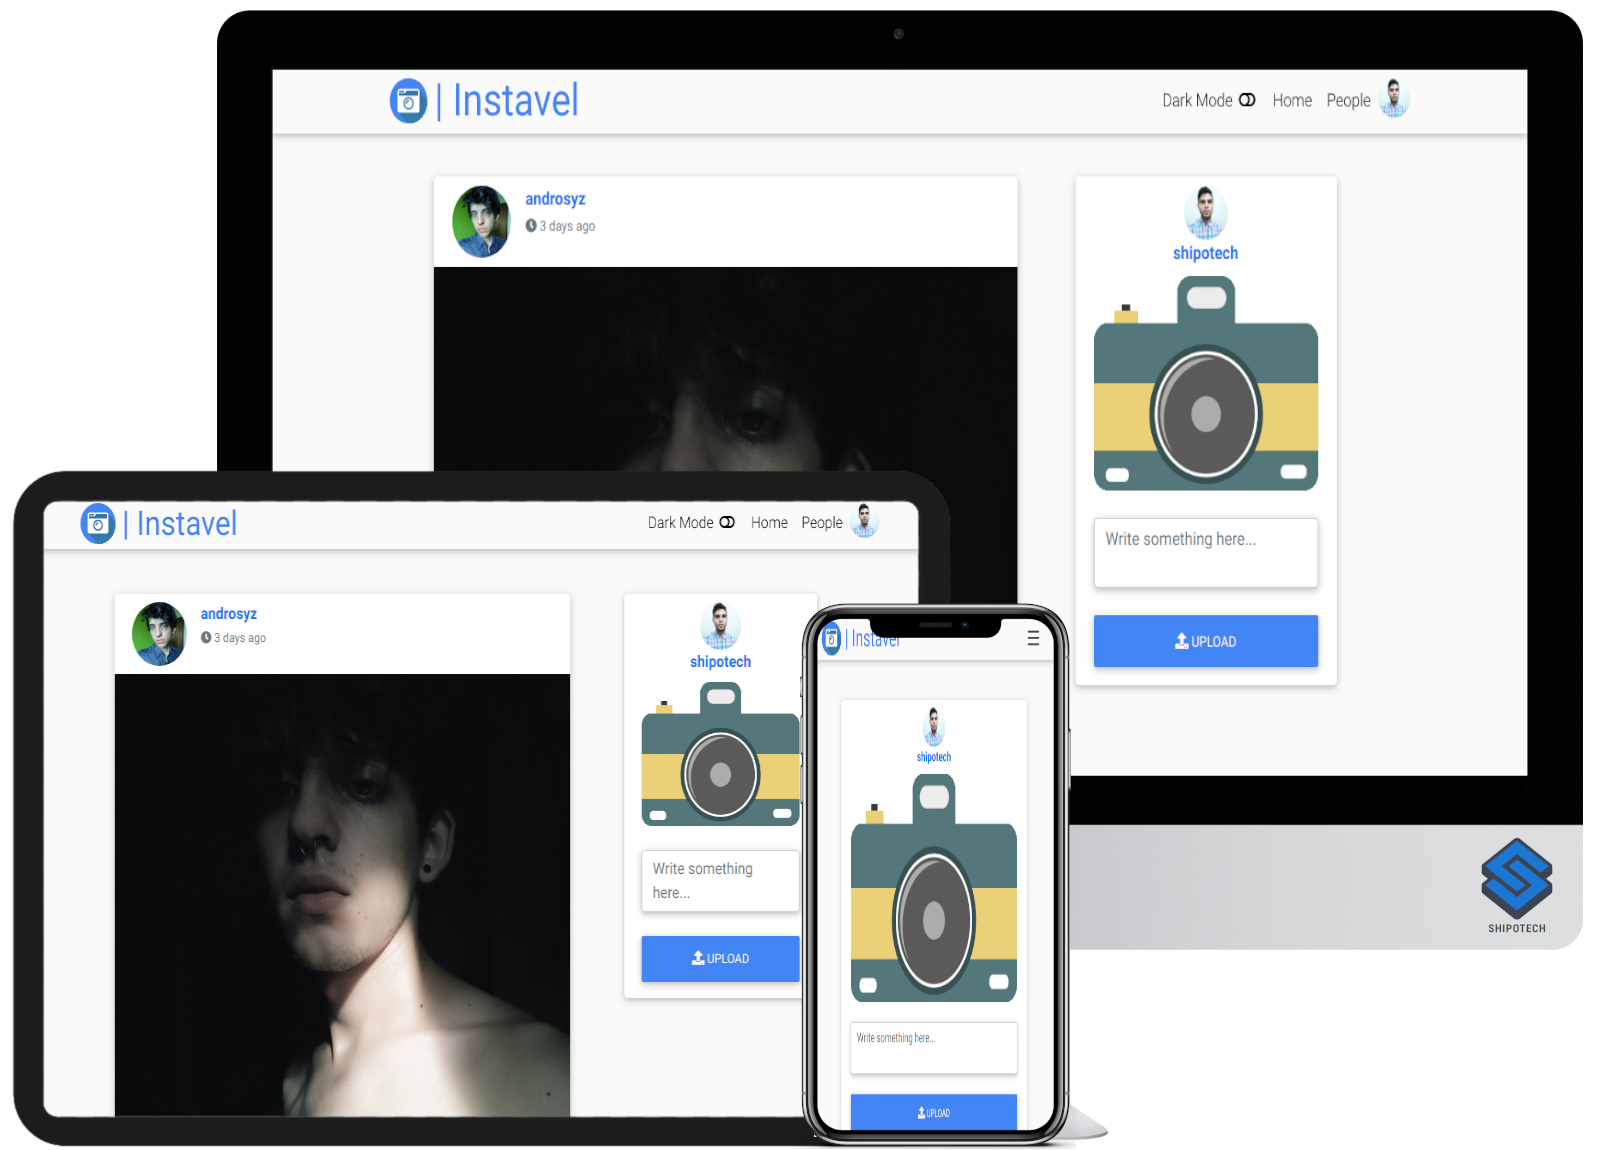 | Instavel
Dark Mode Home People
androsyz
3 days ago
shipotech
Write something here...
UPLOAD
| Instavel
Dark Mode Home People
androsyz
3 days ago
shipotech
Write something
here...
UPLOAD
| Instavel
shipotech
Write something here...
UPLOAD
SHIPOTECH